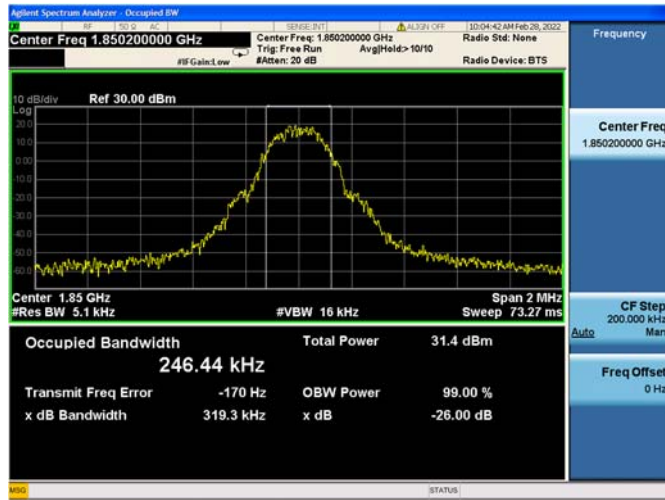 Agilent Spectrum Analyzer - Occupied BW
RF 50 Ω AC SENSE:INT ALIGN OFF 10:04:42 AM Feb 28, 2022
Center Freq 1.850200000 GHz
Center Freq: 1.850200000 GHz
Radio Std: None
Trig: Free Run Avg|Hold:> 10/10
#IFGain:Low #Atten: 20 dB Radio Device: BTS
Frequency
10 dB/div Ref 30.00 dBm
Log
20.0
10.0
0.00
-10.0
-20.0
-30.0
-40.0
-50.0
-60.0
Center Freq
1.850200000 GHz
Center 1.85 GHz Span 2 MHz
#Res BW 5.1 kHz #VBW 16 kHz Sweep 73.27 ms
CF Step
200.000 kHz
Auto Man
Occupied Bandwidth Total Power 31.4 dBm
246.44 kHz
Transmit Freq Error -170 Hz OBW Power 99.00 %
x dB Bandwidth 319.3 kHz x dB -26.00 dB
Freq Offset
0 Hz
MSG STATUS